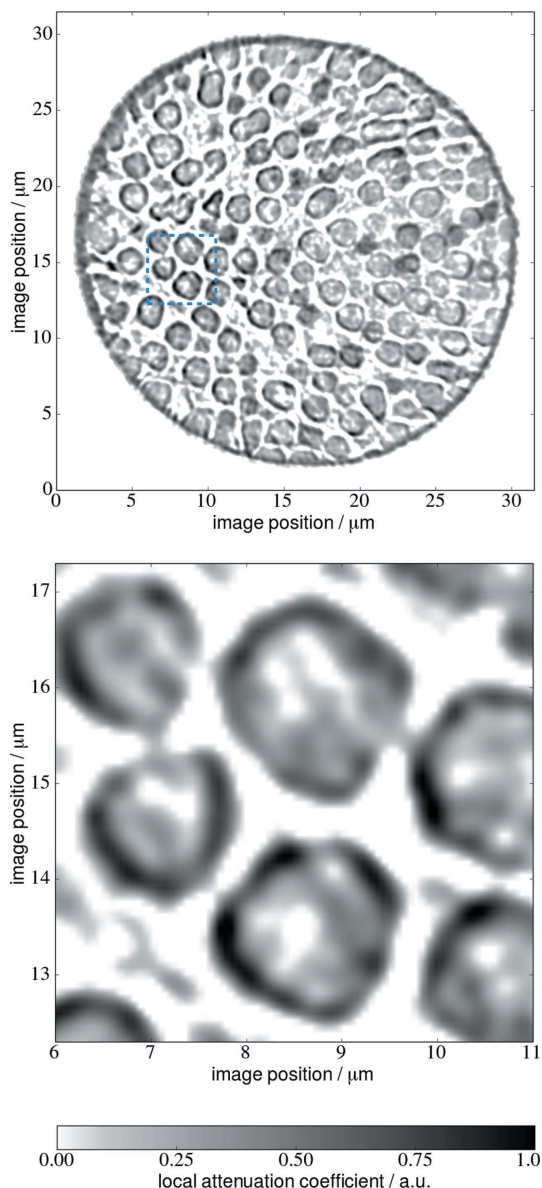 30
25
20
15
10
5
0
image position / μm
0 5 10 15 20 25 30
image position / μm
17
16
15
14
13
image position / μm
6 7 8 9 10 11
image position / μm
0.00 0.25 0.50 0.75 1.0
local attenuation coefficient / a.u.